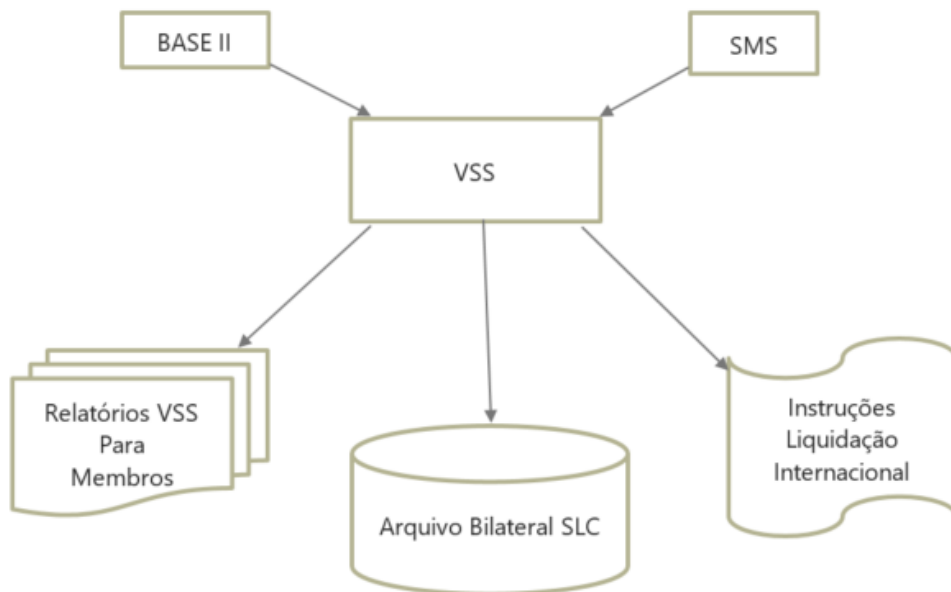 BASE II
SMS
VSS
Relatórios VSS
Para
Membros
Arquivo Bilateral SLC
Instruções
Liquidação
Internacional